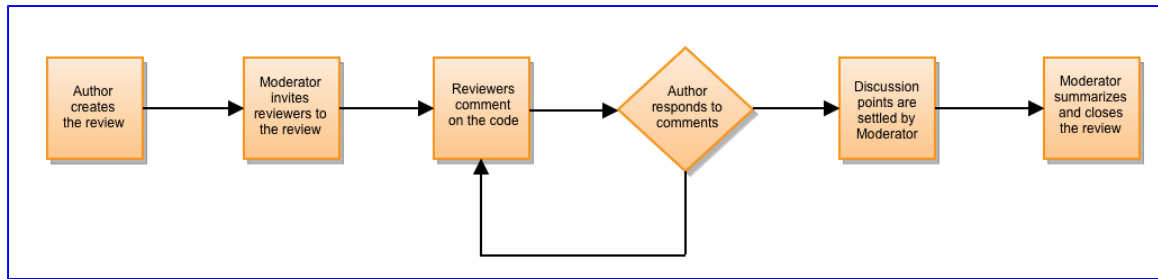 Author
creates
the review
Moderator
invites
reviewers to
the review
Reviewers
comment
on the code
Author
responds to
comments
Discussion
points are
settled by
Moderator
Moderator
summarizes
and closes
the review